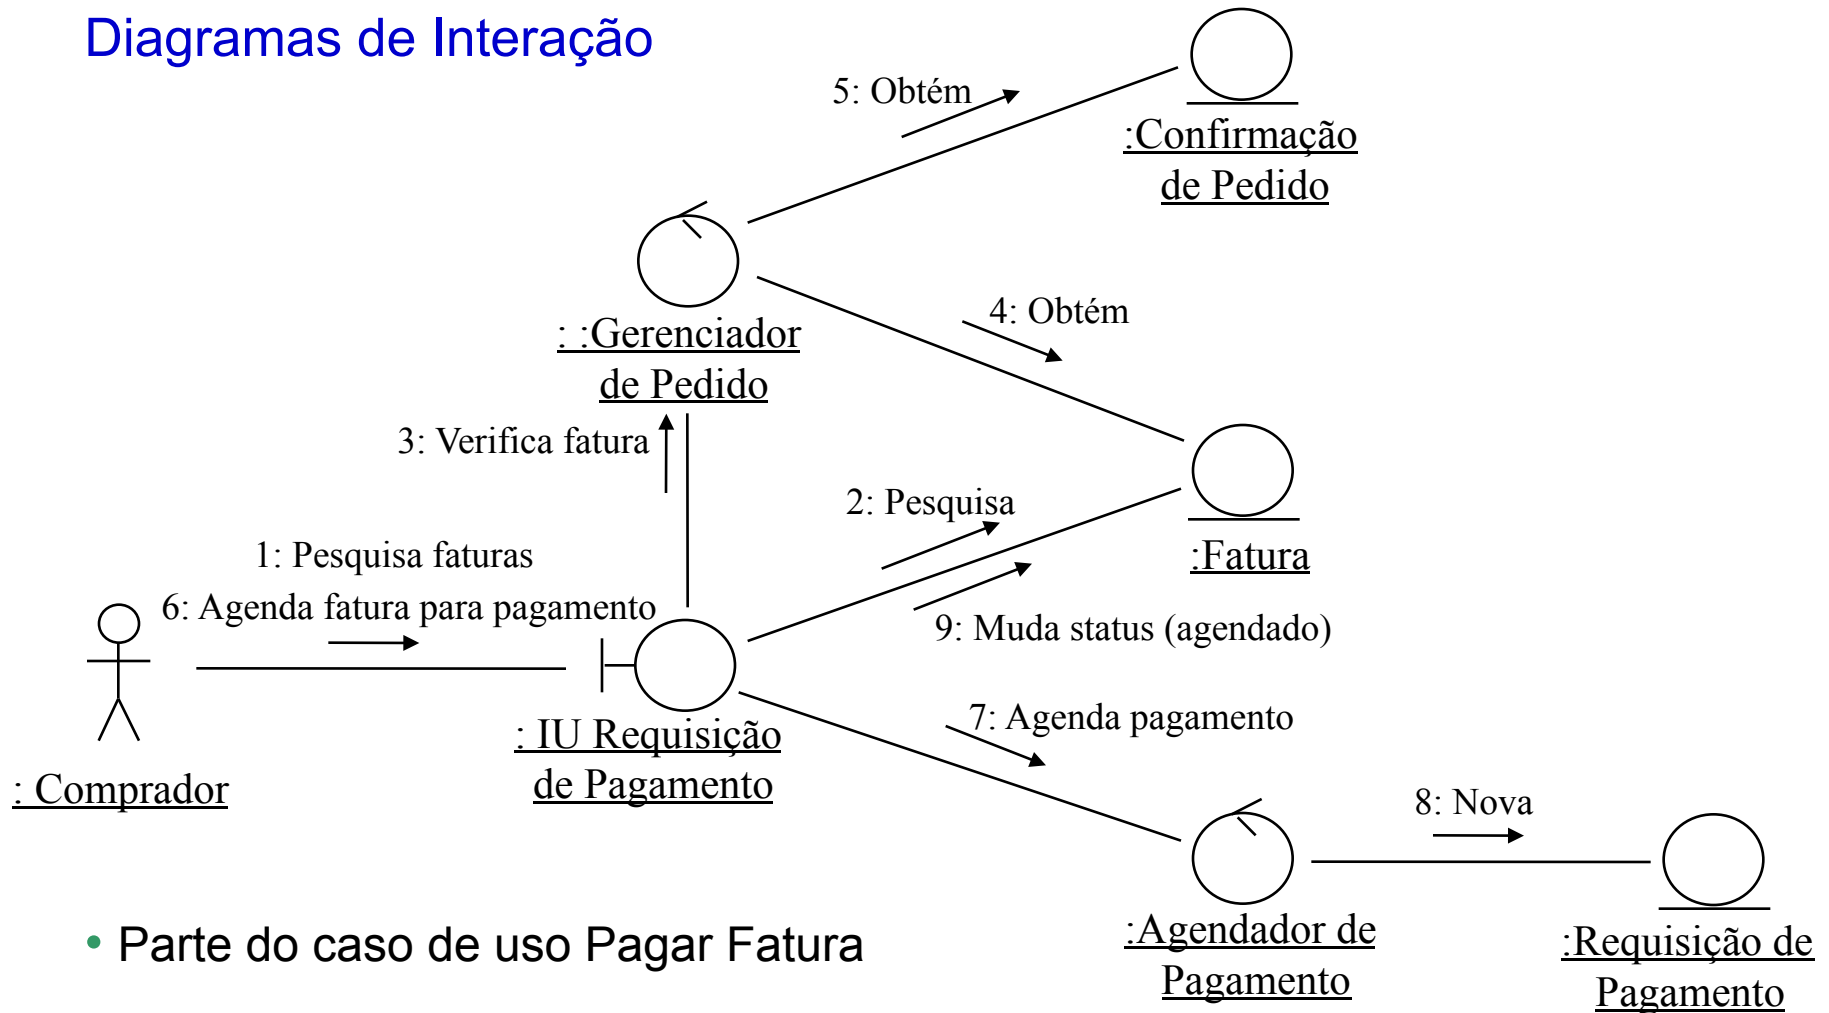 Diagramas de Interação
5: Obtém
:Confirmação
de Pedido
4: Obtém
: :Gerenciador
de Pedido
3: Verifica fatura
2: Pesquisa
:Fatura
1: Pesquisa faturas
6: Agenda fatura para pagamento
9: Muda status (agendado)
: IU Requisição
de Pagamento
7: Agenda pagamento
: Comprador
8: Nova
:Agendador de
Pagamento
:Requisição de
Pagamento
• Parte do caso de uso Pagar Fatura